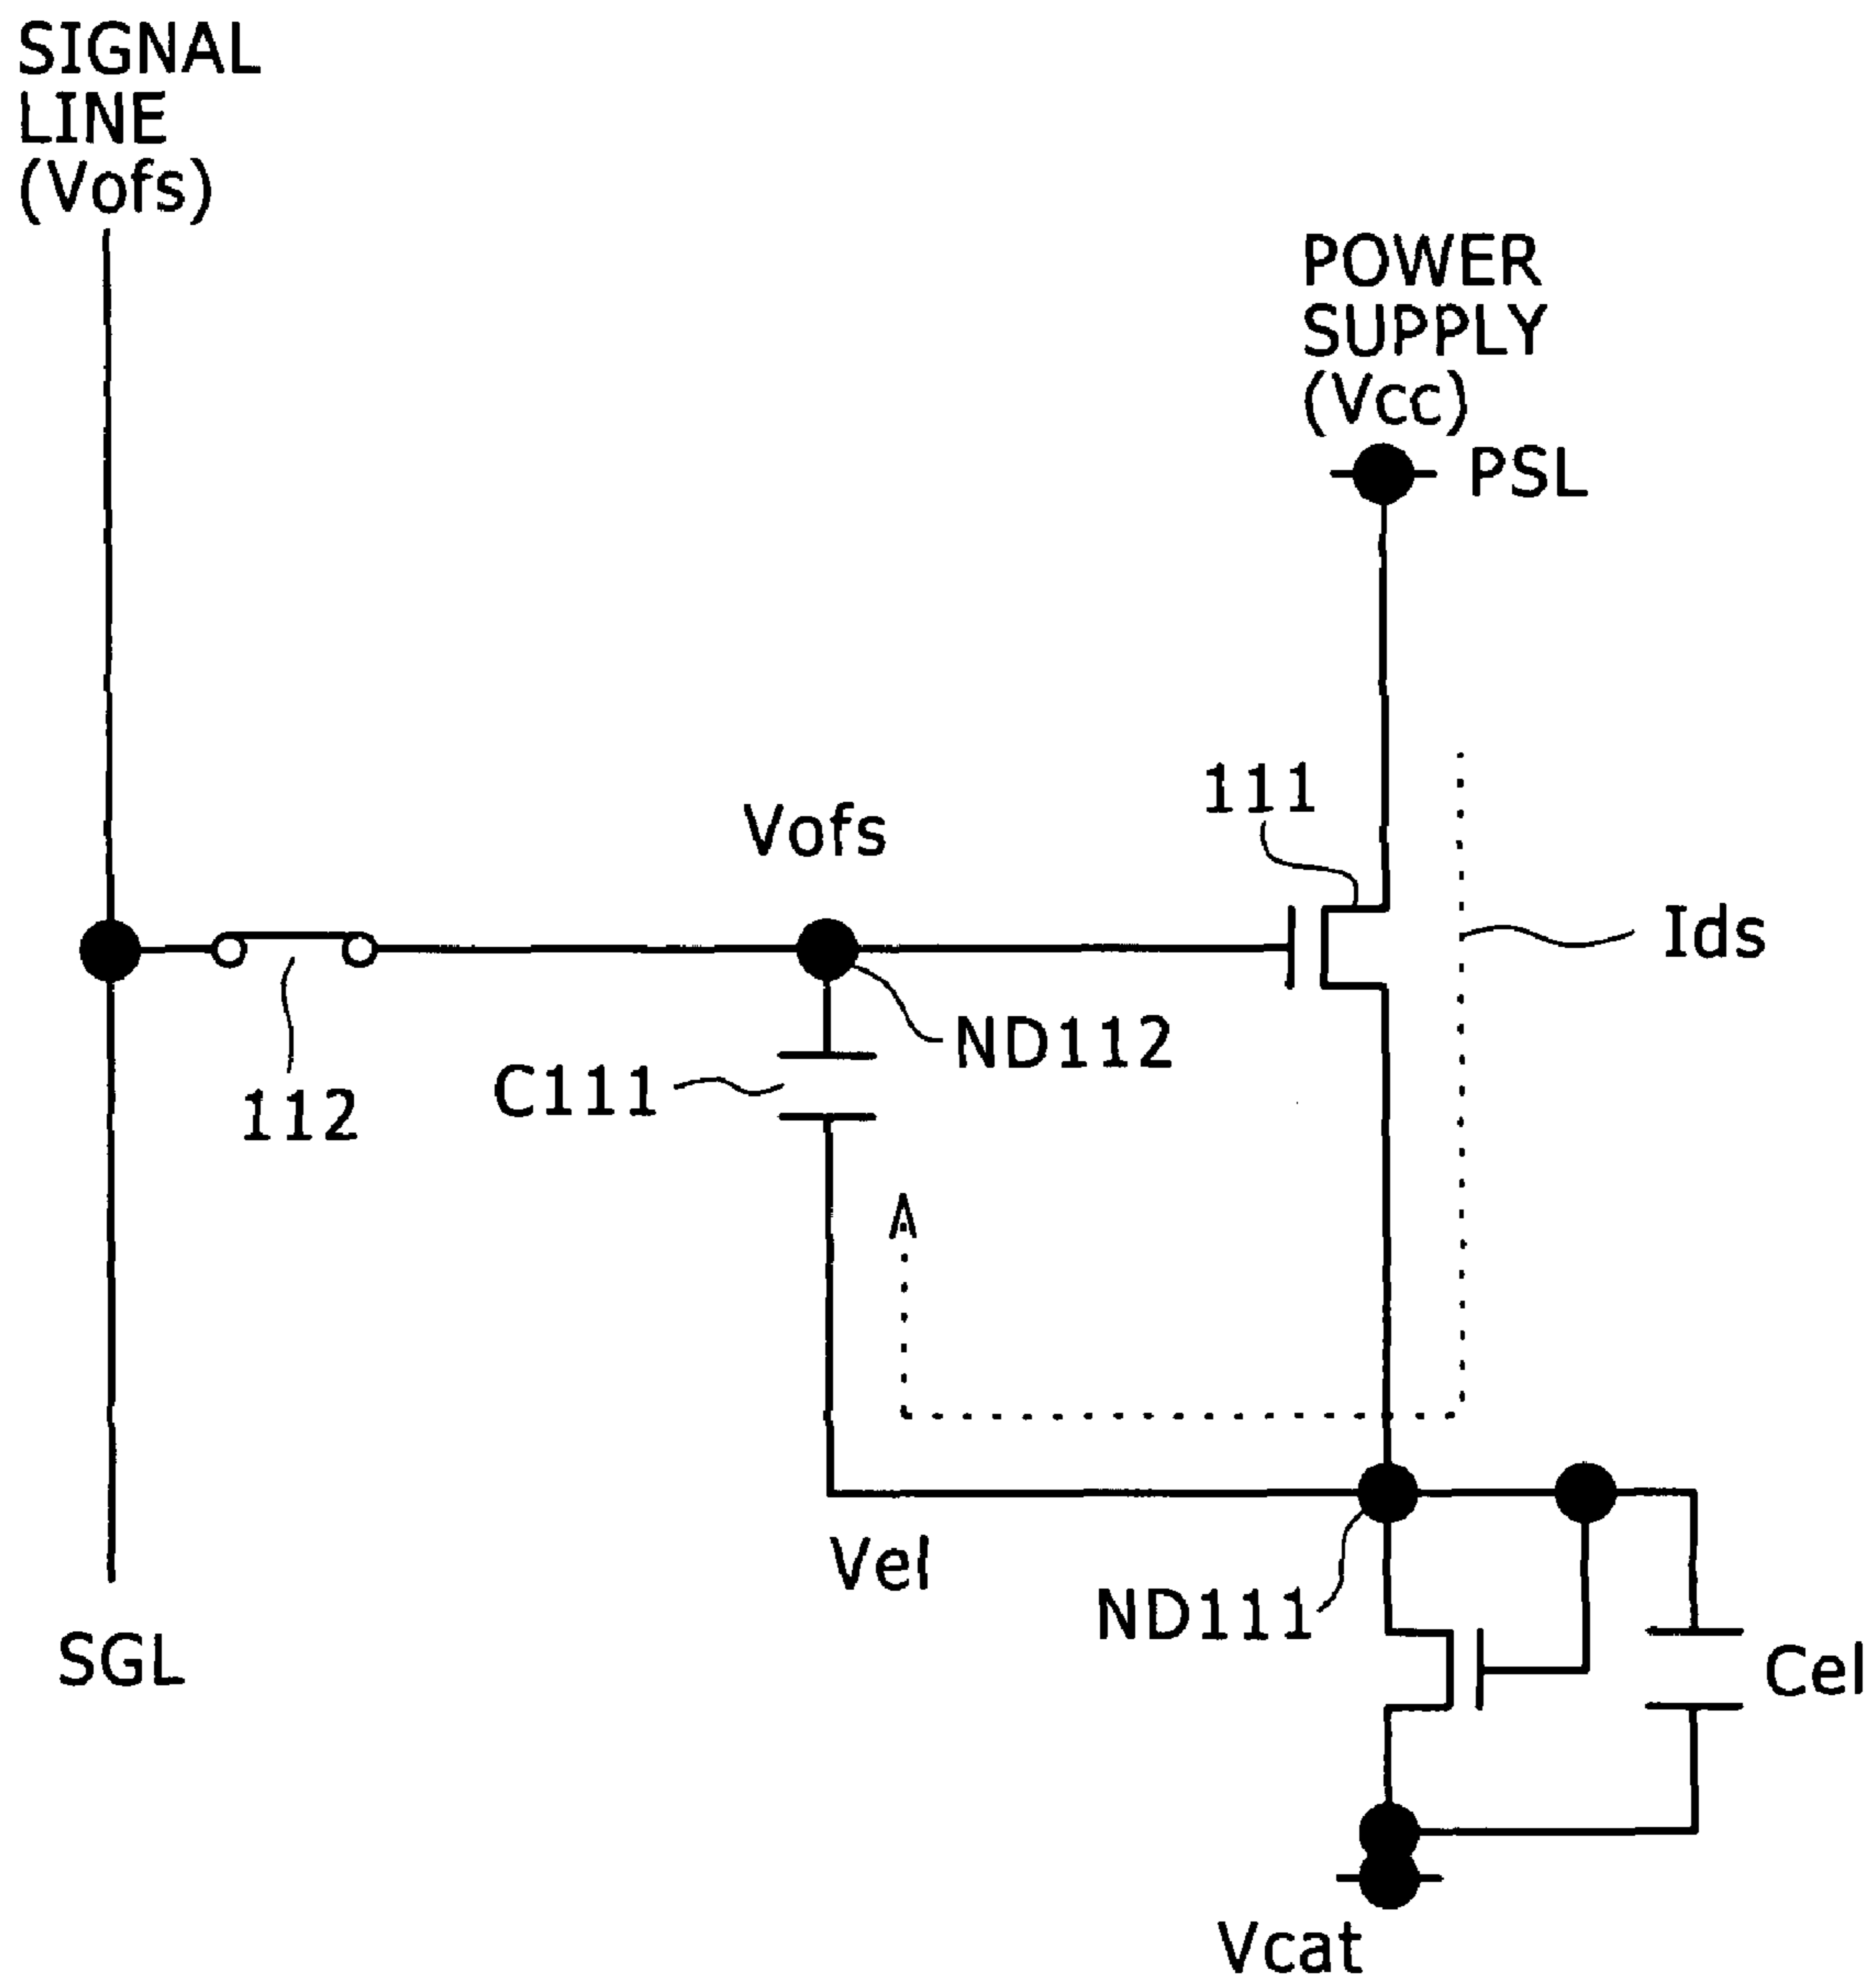 SIGNAL
LINE
(Vofs)
POWER
SUPPLY
(Vcc)
PSL
111
Vofs
Ids
ND112
C111
112
Vel
ND111
SGL
Cel
Vcat